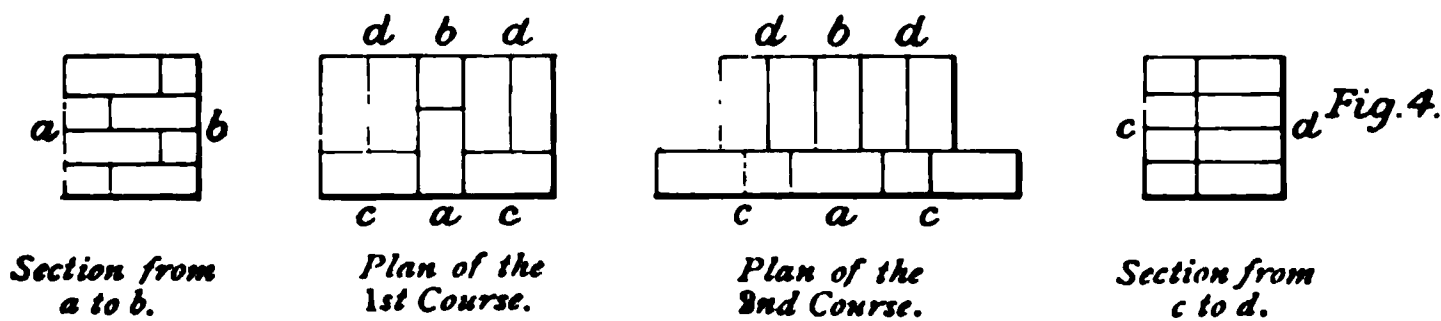 d b d
d b d
a
b
c
d
Fig. 4.
c a c
c a c
Section from
a to b.
Plan of the
1st Course.
Plan of the
2nd Course.
Section from
c to d.